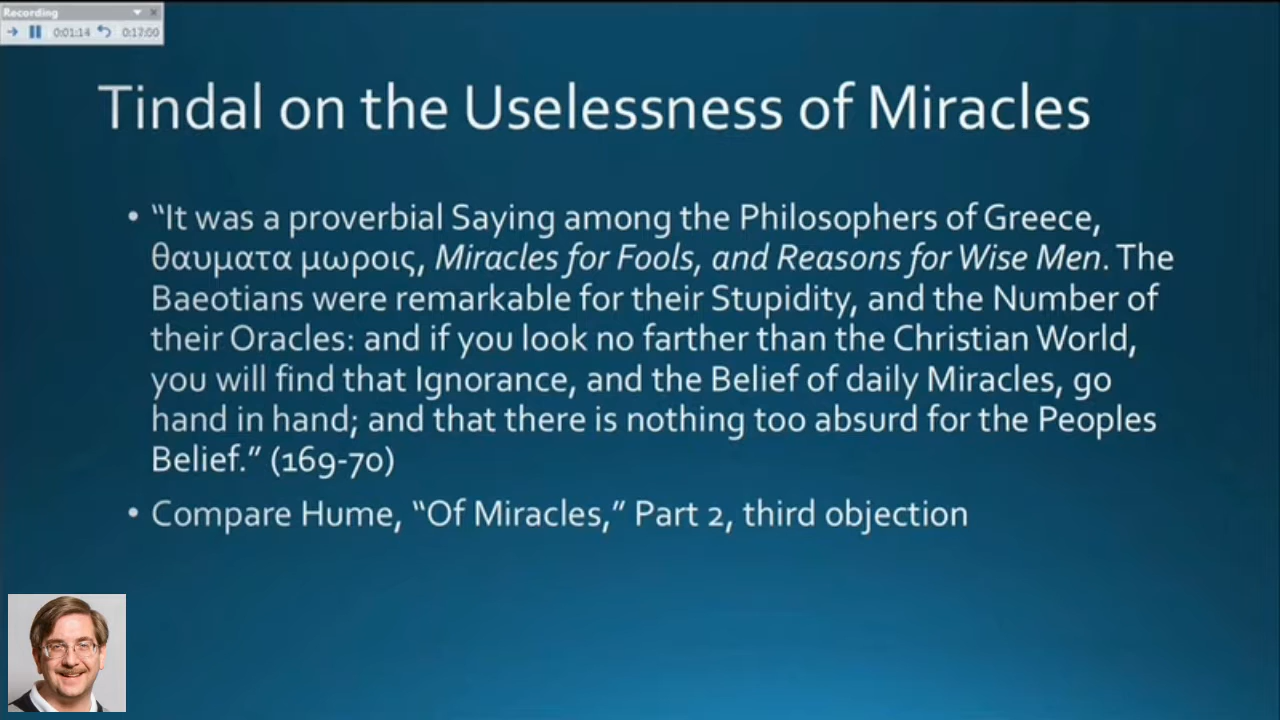 Recording
0:01:14 0:17:00
Tindal on the Uselessness of Miracles
• “It was a proverbial Saying among the Philosophers of Greece,
θαυματα μωροις, Miracles for Fools, and Reasons for Wise Men. The
Baeotians were remarkable for their Stupidity, and the Number of
their Oracles: and if you look no farther than the Christian World,
you will find that Ignorance, and the Belief of daily Miracles, go
hand in hand; and that there is nothing too absurd for the Peoples
Belief.” (169-70)
• Compare Hume, “Of Miracles,” Part 2, third objection